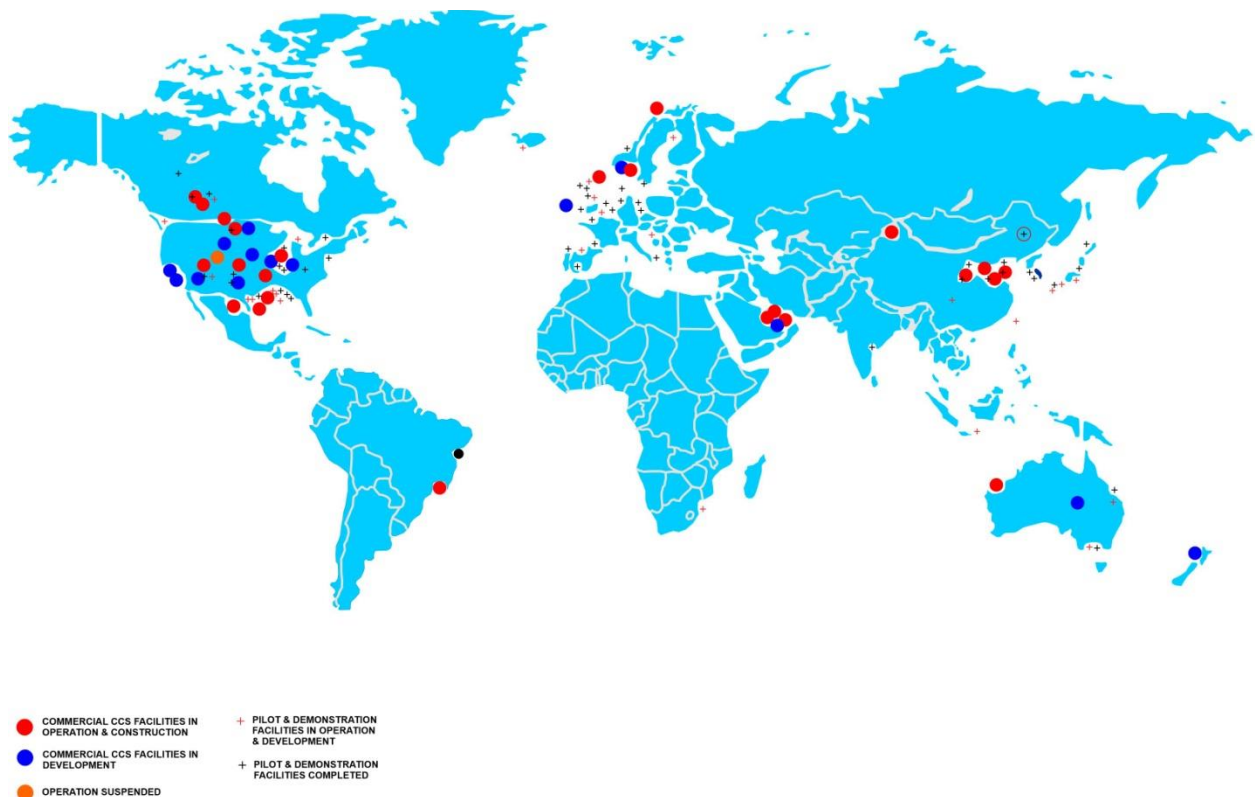 COMMERCIAL CCS FACILITIES IN
OPERATION & CONSTRUCTION
COMMERCIAL CCS FACILITIES IN
DEVELOPMENT
OPERATION SUSPENDED
PILOT & DEMONSTRATION
FACILITIES IN OPERATION
& DEVELOPMENT
PILOT & DEMONSTRATION
FACILITIES COMPLETED